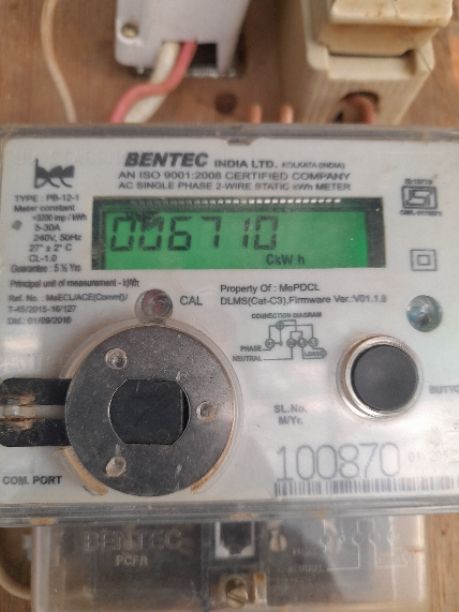 BENTEC INDIA LTD. KOLKATA (INDIA)
AN ISO 9001:2008 CERTIFIED COMPANY
AC SINGLE PHASE 2-WIRE STATIC kWh METER
TYPE : PB-12-1
Meter constant
3200 imp / kWh
5-30A
240V, 50Hz
27° ± 2° C
CL-1.0
Guarantee : 5½ Yrs
006710
CkW h
Principal unit of measurement - kWh
Ref. No. : MeECL/ACE(Comml)/
T-45/2015-16/127
Dtd.: 01/09/2016
CAL
Property Of : MePDCL
DLMS(Cat-C3).Firmware Ver.:V01.1.8
CONNECTION DIAGRAM
PHASE
NEUTRAL
LOAD
SL.No.
M/Yr.
100870
COM. PORT
BENTEC
PCFR